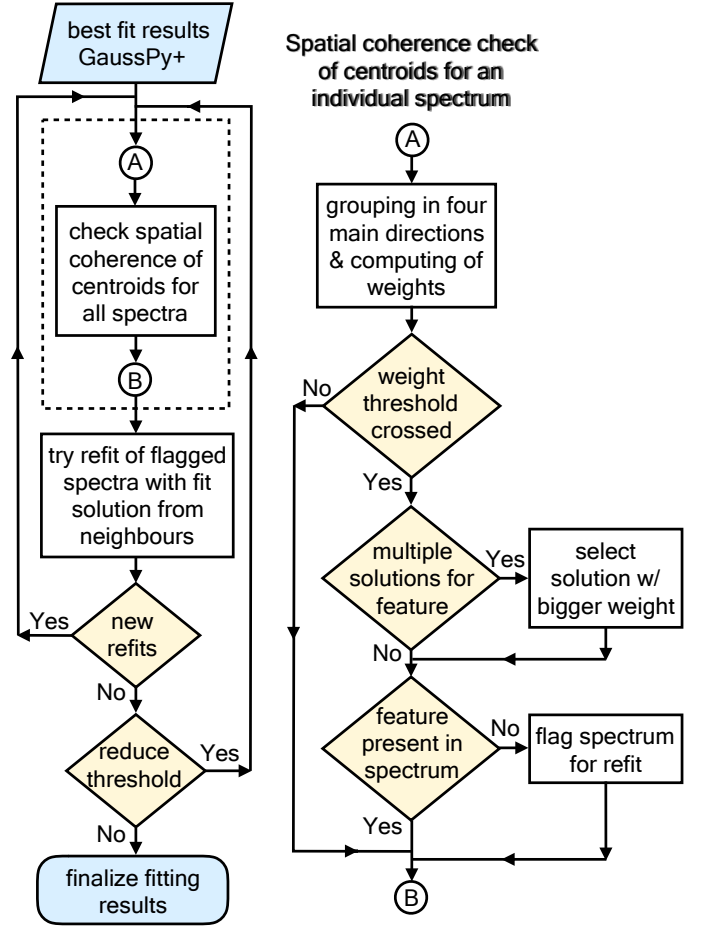 best fit results
GaussPy+
A
check spatial
coherence of
centroids for
all spectra
B
try refit of flagged
spectra with fit
solution from
neighbours
new
refits
Yes
No
reduce
threshold
Yes
No
finalize fitting
results
Spatial coherence check
of centroids for an
individual spectrum
A
grouping in four
main directions
& computing of
weights
weight
threshold
crossed
No
Yes
multiple
solutions for
feature
Yes
select
solution w/
bigger weight
No
feature
present in
spectrum
No
flag spectrum
for refit
Yes
B